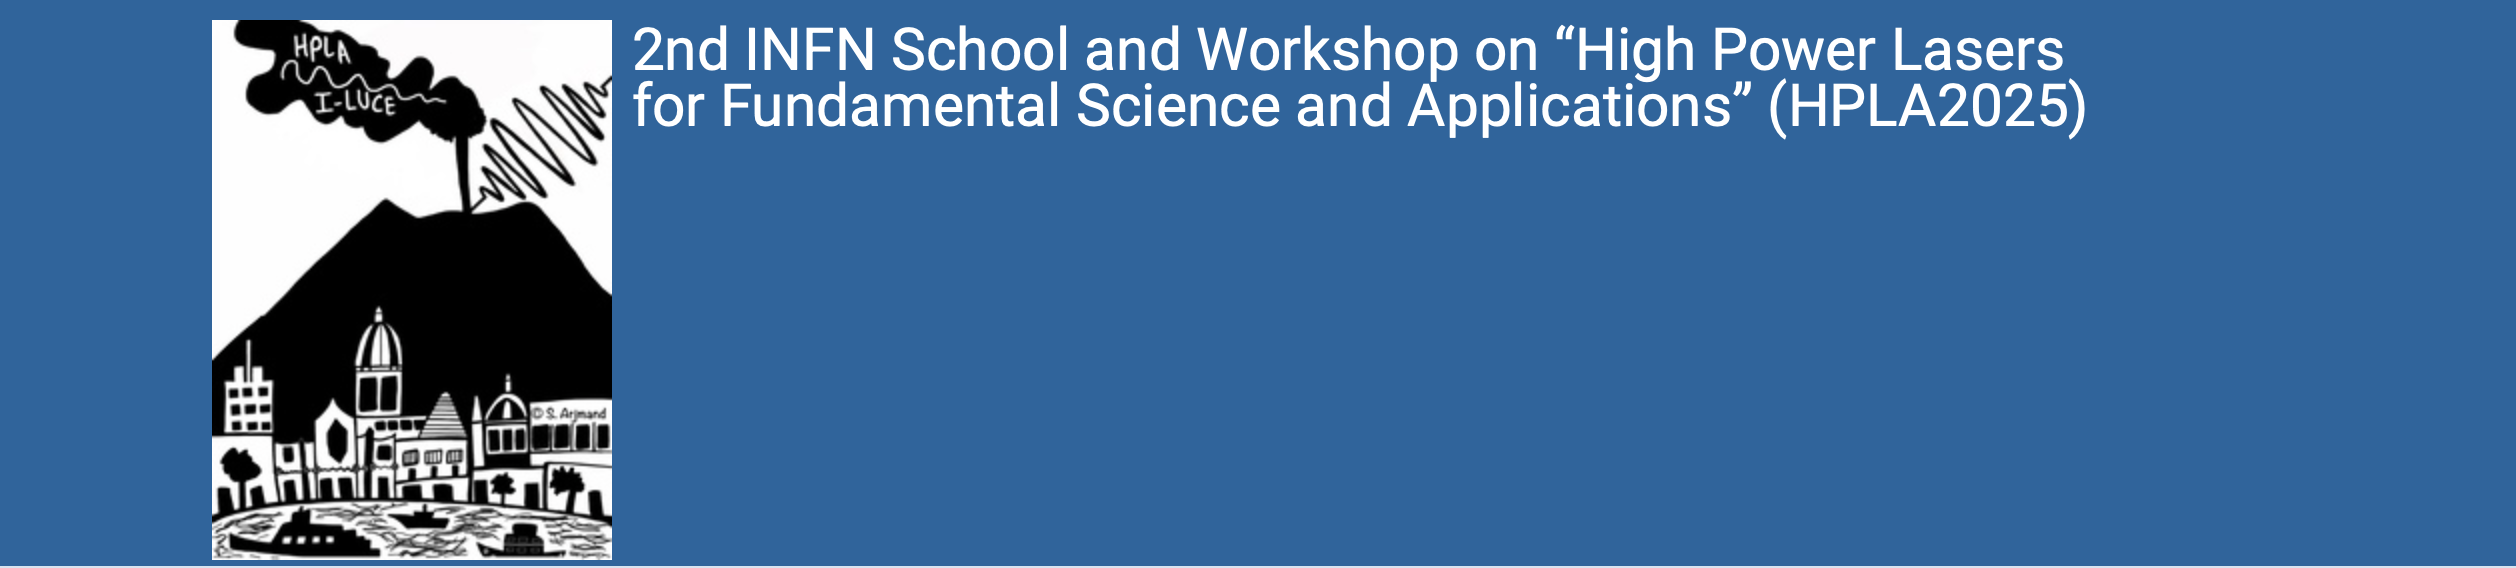 HPLA
I-LUCE
© S. Arjmand
2nd INFN School and Workshop on “High Power Lasers
for Fundamental Science and Applications” (HPLA2025)